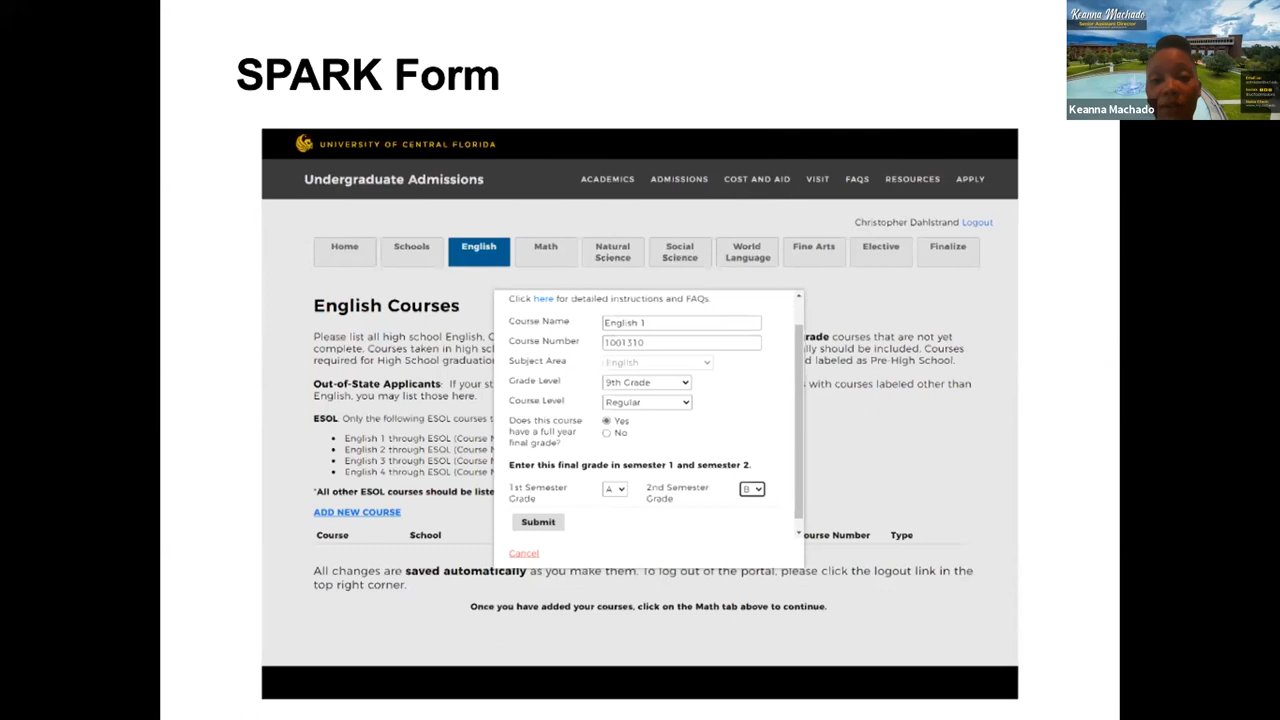 SPARK Form
Keanna Machado
Senior Assistant Director
Keanna Machado
UNIVERSITY OF CENTRAL FLORIDA
Undergraduate Admissions
ACADEMICS ADMISSIONS COST AND AID VISIT FAQS RESOURCES APPLY
Christopher Dahlstrand Logout
Home Schools English Math Natural Science Social Science World Language Fine Arts Elective Finalize
English Courses
Click here for detailed instructions and FAQs.
Course Name English 1
Course Number 1001310
Subject Area English
Grade Level 9th Grade
Course Level Regular
Does this course
have a full year
final grade?
Yes
No
Enter this final grade in semester 1 and semester 2.
1st Semester Grade A 2nd Semester Grade B
Submit
Cancel
Please list all high school English, grade courses that are not yet
complete. Courses taken in high should be included. Courses
required for High School labeled as Pre-High School.
Out-of-State Applicants: If your with courses labeled other than
English, you may list those here.
ESOL Only the following ESOL courses
English 1 through ESOL (Course
English 2 through ESOL (Course
English 3 through ESOL (Course
English 4 through ESOL (Course
*All other ESOL courses should be
ADD NEW COURSE
Course School Number Type
All changes are saved automatically as you make them. To log out of the portal, please click the logout link in the
top right corner.
Once you have added your courses, click on the Math tab above to continue.